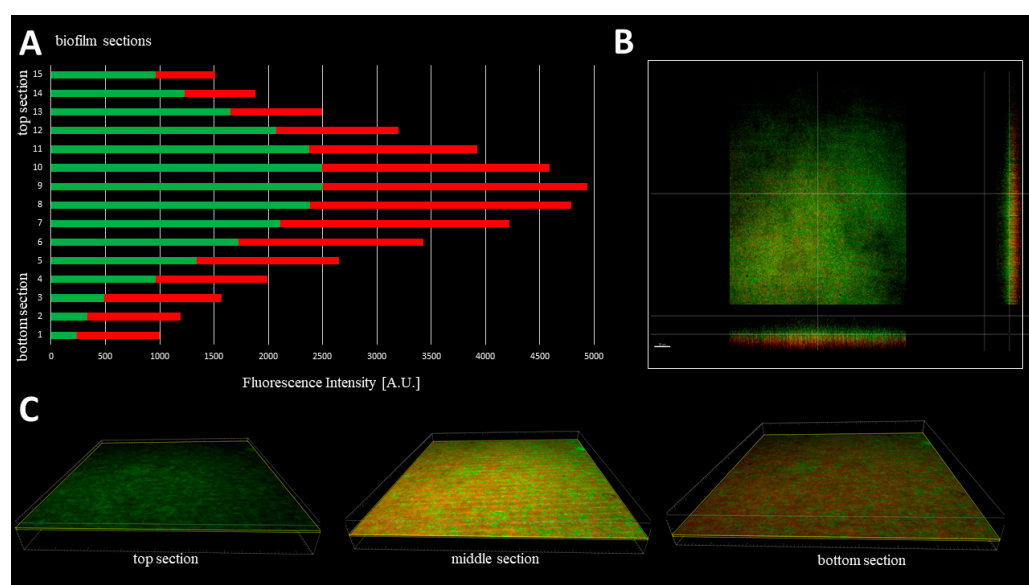 A
biofilm sections
B
top section
bottom section
15
14
13
12
11
10
9
8
7
6
5
4
3
2
1
0 500 1000 1500 2000 2500 3000 3500 4000 4500 5000
Fluorescence Intensity [A.U.]
C
top section
middle section
bottom section